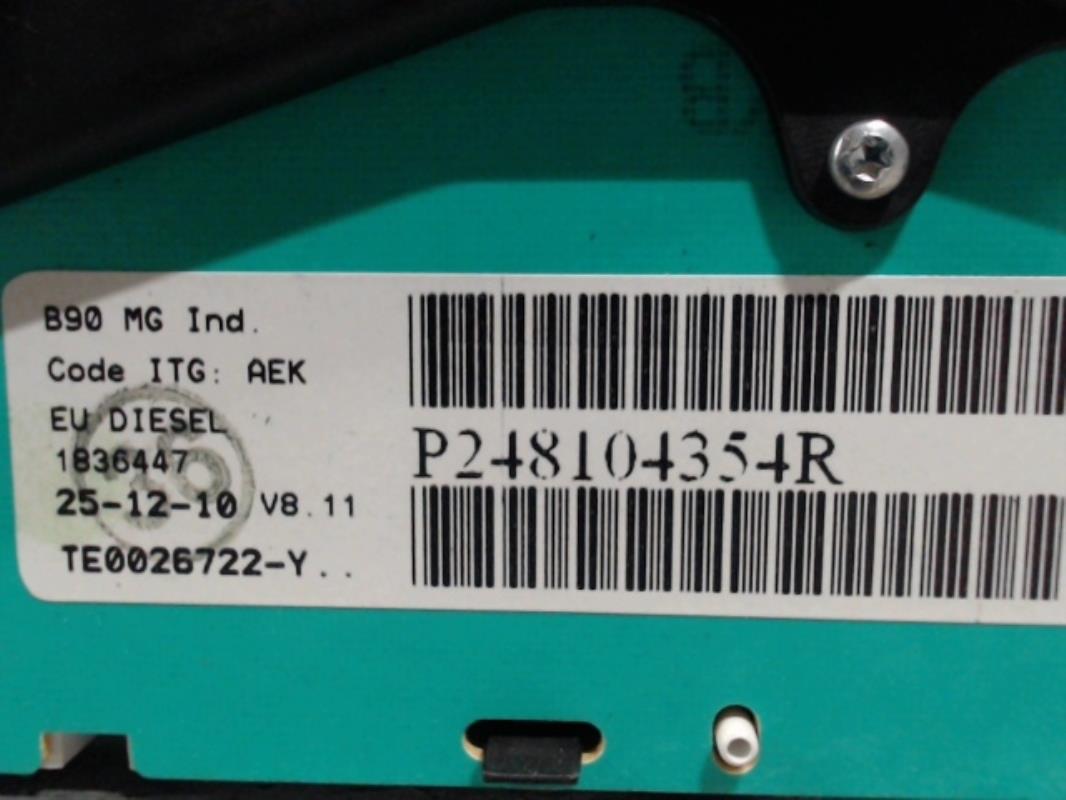 B90 MG Ind.
Code ITG: AEK
EU DIESEL
1836447
25-12-10 V8.11
TE0026722-Y..
P248104354R